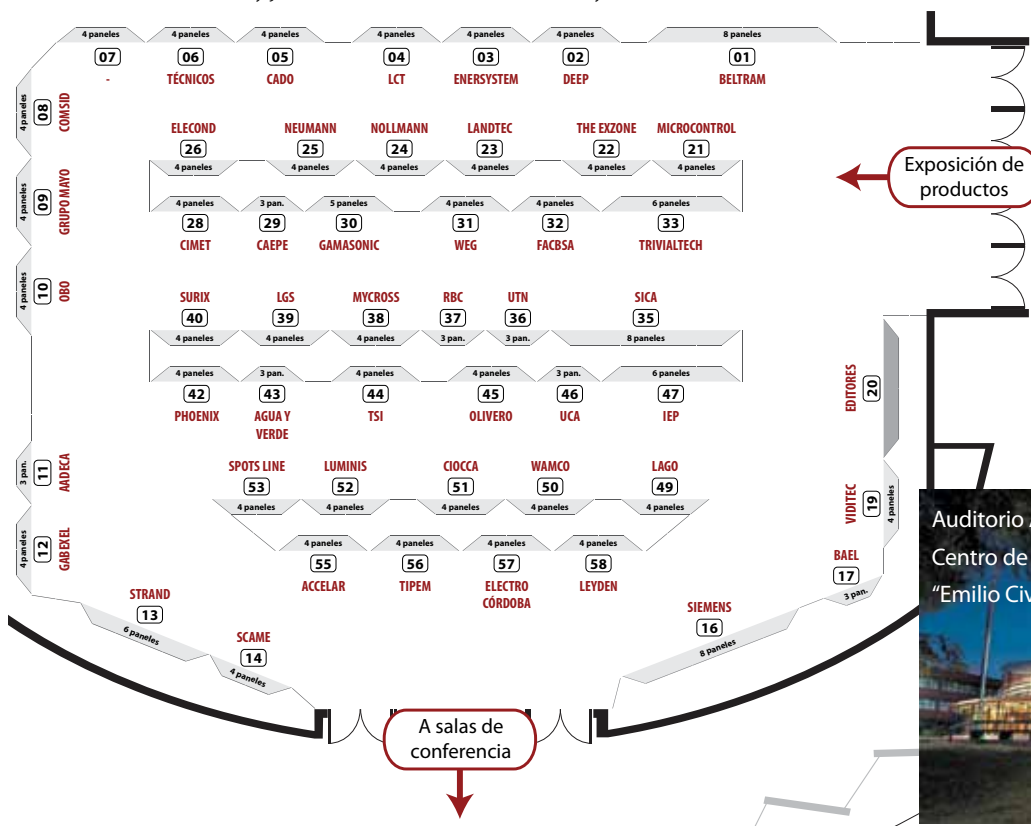 4 paneles 4 paneles 4 paneles 4 paneles 4 paneles 4 paneles 8 paneles
07 06 05 04 03 02 01
- TÉCNICOS CADO LCT ENERSYSTEM DEEP BELTRAM
4 paneles
08
COMSID
4 paneles
09
GRUPO MAYO
4 paneles
10
OBO
3 pan.
11
AADECA
4 paneles
12
GABEXEL
ELECOND NEUMANN NOLLMANN LANDTEC THE EXZONE MICROCONTROL
26 25 24 23 22 21
4 paneles 4 paneles 4 paneles 4 paneles 4 paneles 4 paneles
4 paneles 3 pan. 5 paneles 4 paneles 4 paneles 6 paneles
28 29 30 31 32 33
CIMET CAEPE GAMASONIC WEG FACBSA TRIVIALTECH
Exposición de
productos
SURIX LGS MYCROSS RBC UTN SICA
40 39 38 37 36 35
4 paneles 4 paneles 4 paneles 3 pan. 3 pan. 8 paneles
4 paneles 3 pan. 4 paneles 4 paneles 3 pan. 6 paneles
42 43 44 45 46 47
PHOENIX AGUA Y TSI OLIVERO UCA IEP
VERDE
EDITORES
20
VIDITEC
19
4 paneles
SPOTS LINE LUMINIS CIOCCA WAMCO LAGO
53 52 51 50 49
4 paneles 4 paneles 4 paneles 4 paneles 4 paneles
4 paneles 4 paneles 4 paneles 4 paneles
55 56 57 58
ACCELAR TIPEM ELECTRO LEYDEN
CÓRDOBA
BAEL
17
3 pan.
STRAND
13
6 paneles
SCAME
14
4 paneles
SIEMENS
16
8 paneles
A salas de
conferencia
Auditorio
Centro de
“Emilio Civ